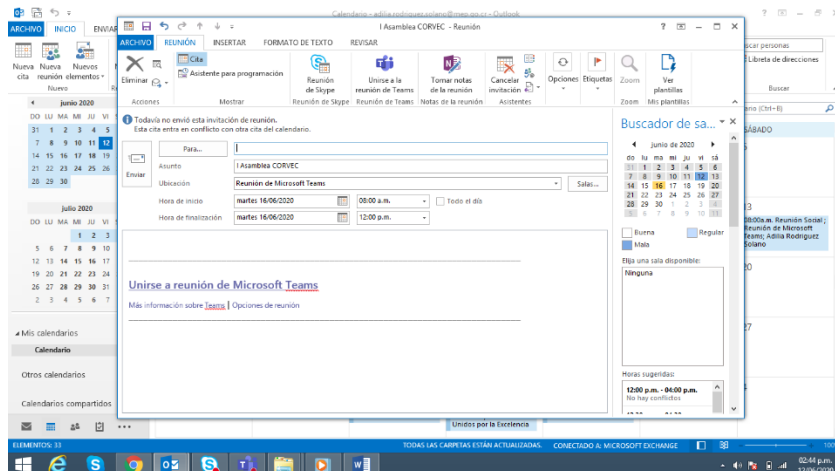 Calendario - adilia.rodriguez.solano@mep.go.cr - Outlook
ARCHIVO INICIO
I Asamblea CORVEC - Reunión
ARCHIVO REUNIÓN INSERTAR FORMATO DE TEXTO REVISAR
Nueva cita
Nueva reunión
Nuevos elementos
Nuevo
Eliminar
Acciones
Cita
Asistente para programación
Mostrar
Reunión de Skype
Reunión de Skype
Unirse a la reunión de Teams
Reunión de Teams
Tomar notas de la reunión
Notas de la reunión
Cancelar invitación
Asistentes
Opciones
Etiquetas
Zoom
Zoom
Ver plantillas
Mis plantillas
Libreta de direcciones
Buscar
junio 2020
DO LU MA MI JU VI
31 1 2 3 4 5
7 8 9 10 11 12
14 15 16 17 18 19
21 22 23 24 25 26
28 29 30
julio 2020
DO LU MA MI JU VI
1 2 3
5 6 7 8 9 10
12 13 14 15 16 17
19 20 21 22 23 24
26 27 28 29 30 31
2 3 4 5 6 7
Mis calendarios
Calendario
Otros calendarios
Calendarios compartidos
Todavía no envió esta invitación de reunión.
Esta cita entra en conflicto con otra cita del calendario.
Enviar
Para...
Asunto I Asamblea CORVEC
Ubicación Reunión de Microsoft Teams Salas...
Hora de inicio martes 16/06/2020 08:00 a.m. Todo el día
Hora de finalización martes 16/06/2020 12:00 p.m.
Unirse a reunión de Microsoft Teams
Más información sobre Teams | Opciones de reunión
Buscador de sa...
junio de 2020
do lu ma mi ju vi sá
31 1 2 3 4 5 6
7 8 9 10 11 12 13
14 15 16 17 18 19 20
21 22 23 24 25 26 27
28 29 30 1 2 3 4
5 6 7 8 9 10 11
Buena Regular
Mala
Elija una sala disponible:
Ninguna
Horas sugeridas:
12:00 p.m. - 04:00 p.m.
No hay conflictos
SÁBADO
13
08:00a.m. Reunión Social;
Reunión de Microsoft
Teams; Adilia Rodriguez
Solano
20
27
Unidos por la Excelencia
ELEMENTOS: 33 TODAS LAS CARPETAS ESTÁN ACTUALIZADAS. CONECTADO A: MICROSOFT EXCHANGE
02:44 p.m.
12/06/2020